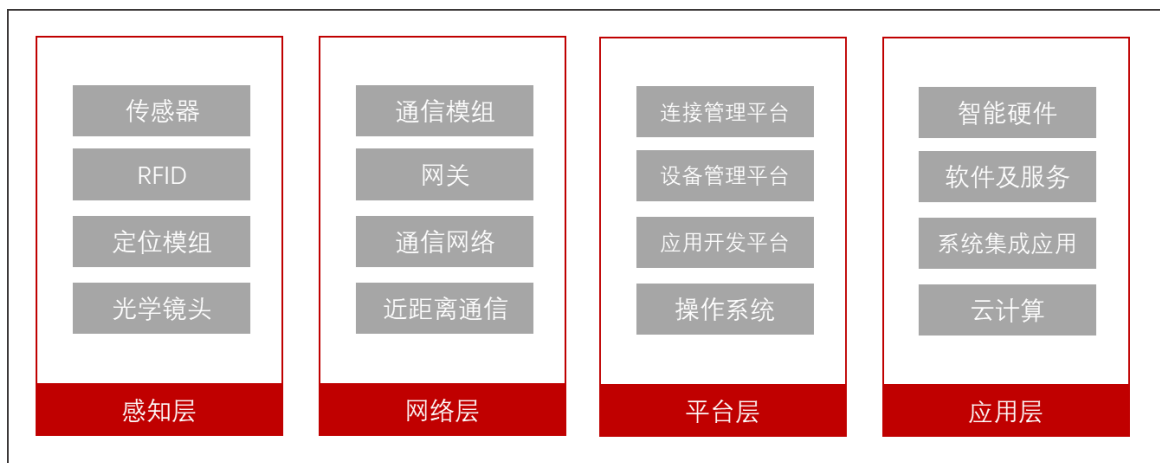 传感器
RFID
定位模组
光学镜头
感知层
通信模组
网关
通信网络
近距离通信
网络层
连接管理平台
设备管理平台
应用开发平台
操作系统
平台层
智能硬件
软件及服务
系统集成应用
云计算
应用层